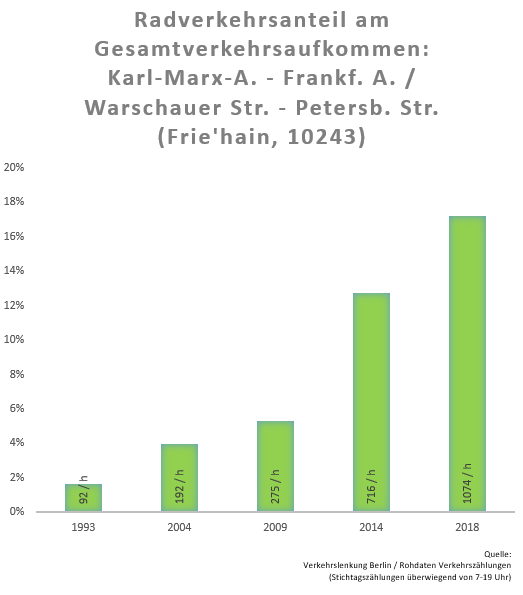 Radverkehrsanteil am
Gesamtverkehrsaufkommen:
Karl-Marx-A. - Frankf. A. /
Warschauer Str. - Petersb. Str.
(Frie'hain, 10243)
20%
18%
16%
14%
12%
10%
8%
6%
4%
2%
0%
92 / h
192 / h
275 / h
716 / h
1074 / h
1993
2004
2009
2014
2018
Quelle:
Verkehrslenkung Berlin / Rohdaten Verkehrszählungen
(Stichtagszählungen überwiegend von 7-19 Uhr)